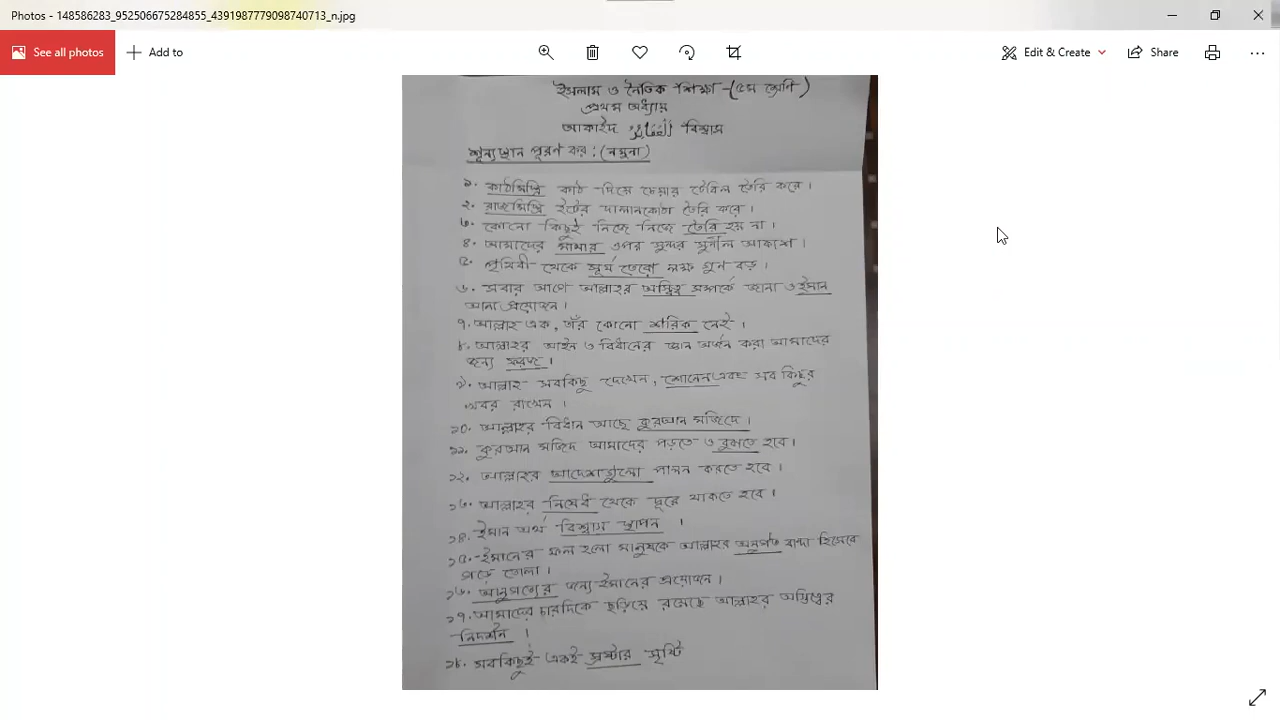 Photos - 148586283_952506675284855_4391987779098740713_n.jpg
See all photos
Add to
Edit & Create
Share
ইসলাম ও নৈতিক শিক্ষা-(৫ম শ্রেণি)
প্রথম অধ্যায়
আকাইদ اَلْعَقَائِدُ বিশ্বাস
শূন্যস্থান পূরণ কর : (নমুনা)
১. কাঠমিস্ত্রি কাঠ দিয়ে চেয়ার টেবিল তৈরি করে।
২. রাজমিস্ত্রি ইটের দালানকোঠা তৈরি করে।
৩. কোনো কিছুই নিজে নিজে তৈরি হয় না।
৪. আমাদের মাথার ওপর সুন্দর সুনীল আকাশ।
৫. পৃথিবী থেকে সূর্য তেরো লক্ষ গুণ বড়।
৬. সবার আগে আল্লাহর অস্তিত্ব সম্পর্কে জানা ও ইমান
আনা প্রয়োজন।
৭. আল্লাহ এক, তাঁর কোনো শরিক নেই।
৮. আল্লাহর আইন ও বিধানের জ্ঞান অর্জন করা আমাদের
জন্য ফরজ।
৯. আল্লাহ সবকিছু দেখেন, শোনেন এবং সব কিছুর
খবর রাখেন।
১০. আল্লাহর বিধান আছে কুরআন মজিদে।
১১. কুরআন মজিদ আমাদের পড়তে ও বুঝতে হবে।
১২. আল্লাহর আদেশগুলো পালন করতে হবে।
১৩. আল্লাহর নিষেধ থেকে দূরে থাকতে হবে।
১৪. ইমান অর্থ বিশ্বাস স্থাপন ।
১৫. ইমানের ফল হলো মানুষকে আল্লাহর অনুগত বান্দা হিসেবে
গড়ে তোলা।
১৬. আনুগত্যের জন্যে ইমানের প্রয়োজন।
১৭. আমাদের চারদিকে ছড়িয়ে রয়েছে আল্লাহর অস্তিত্বের
নিদর্শন ।
১৮. সবকিছুই একই স্রষ্টার সৃষ্টি